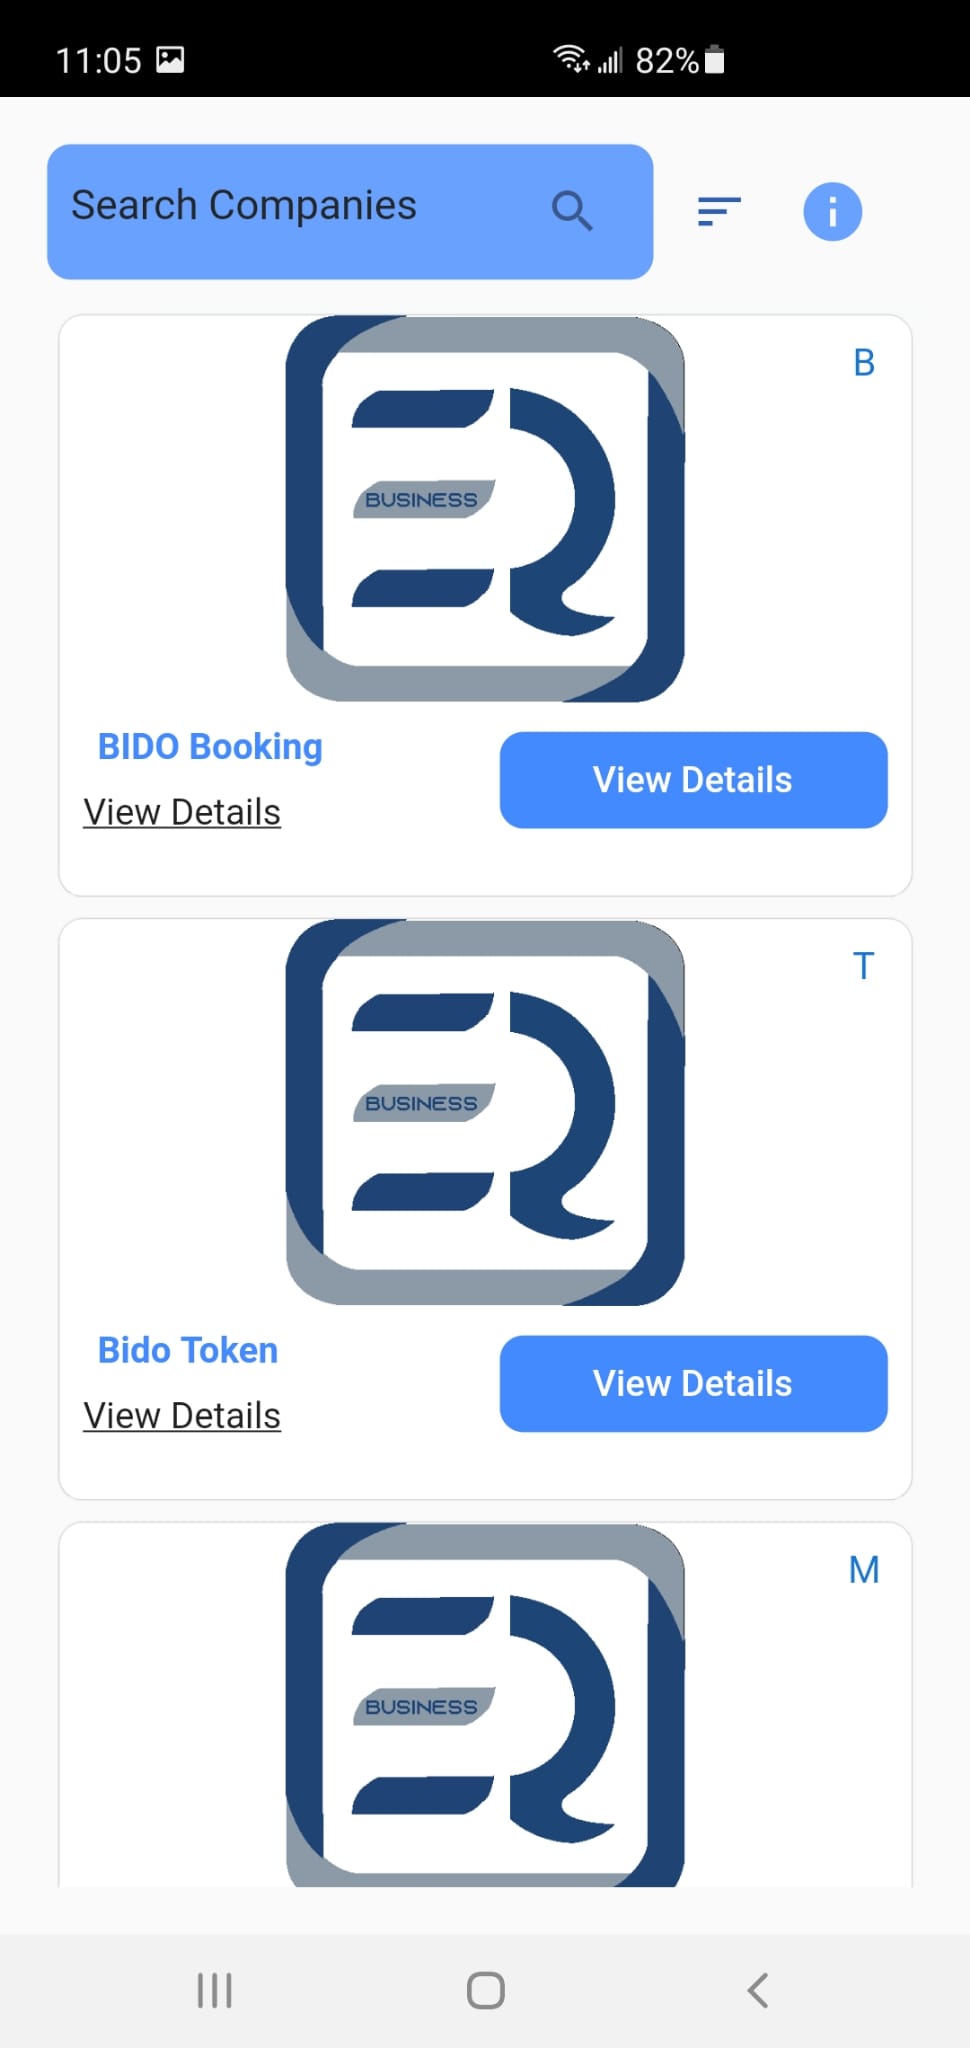 11:05
82%
Search Companies
B
BUSINESS
BIDO Booking
View Details
View Details
T
BUSINESS
Bido Token
View Details
View Details
M
BUSINESS